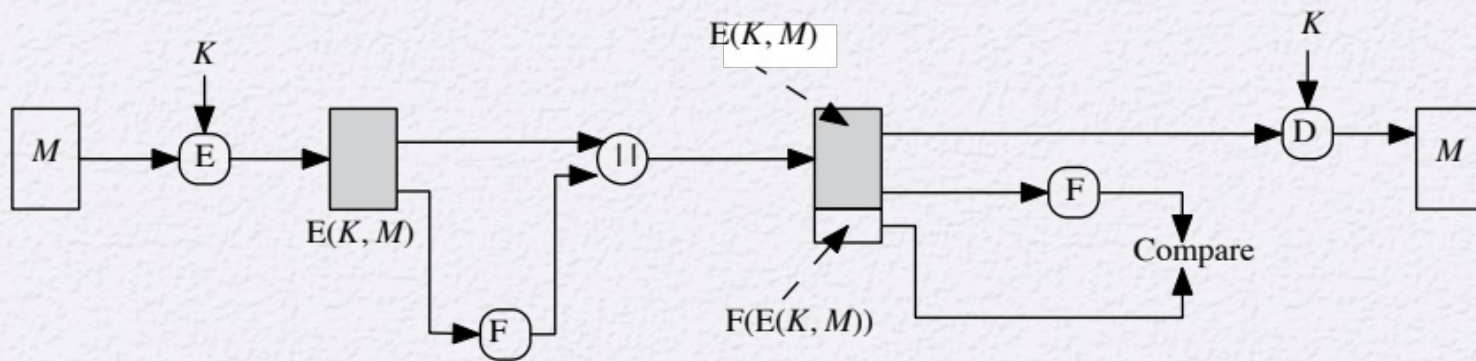 K
M
E
E(K, M)
F
||
E(K, M)
F(E(K, M))
F
Compare
K
D
M